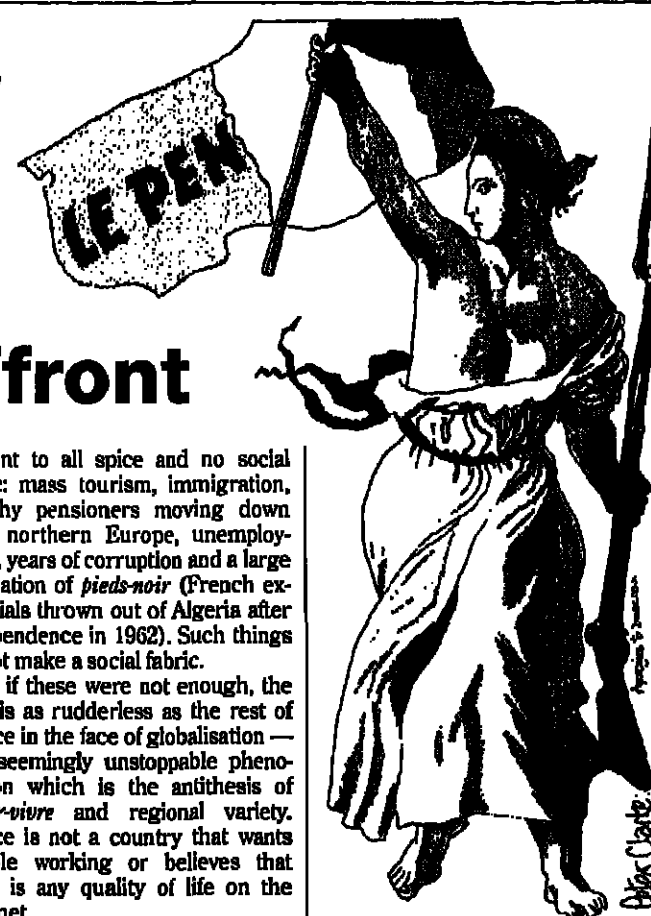 LE PEN
front
nt to all spice and no social
e: mass tourism, immigration,
hy pensioners moving down
northern Europe, unemploy-
, years of corruption and a large
ation of pieds-noir (French ex-
ials thrown out of Algeria after
pendence in 1962). Such things
ot make a social fabric.
if these were not enough, the
is as rudderless as the rest of
ce in the face of globalisation —
seemingly unstoppable pheno-
n which is the antithesis of
r-vivre and regional variety.
ce is not a country that wants
le working or believes that
is any quality of life on the
net
Peter Clarke